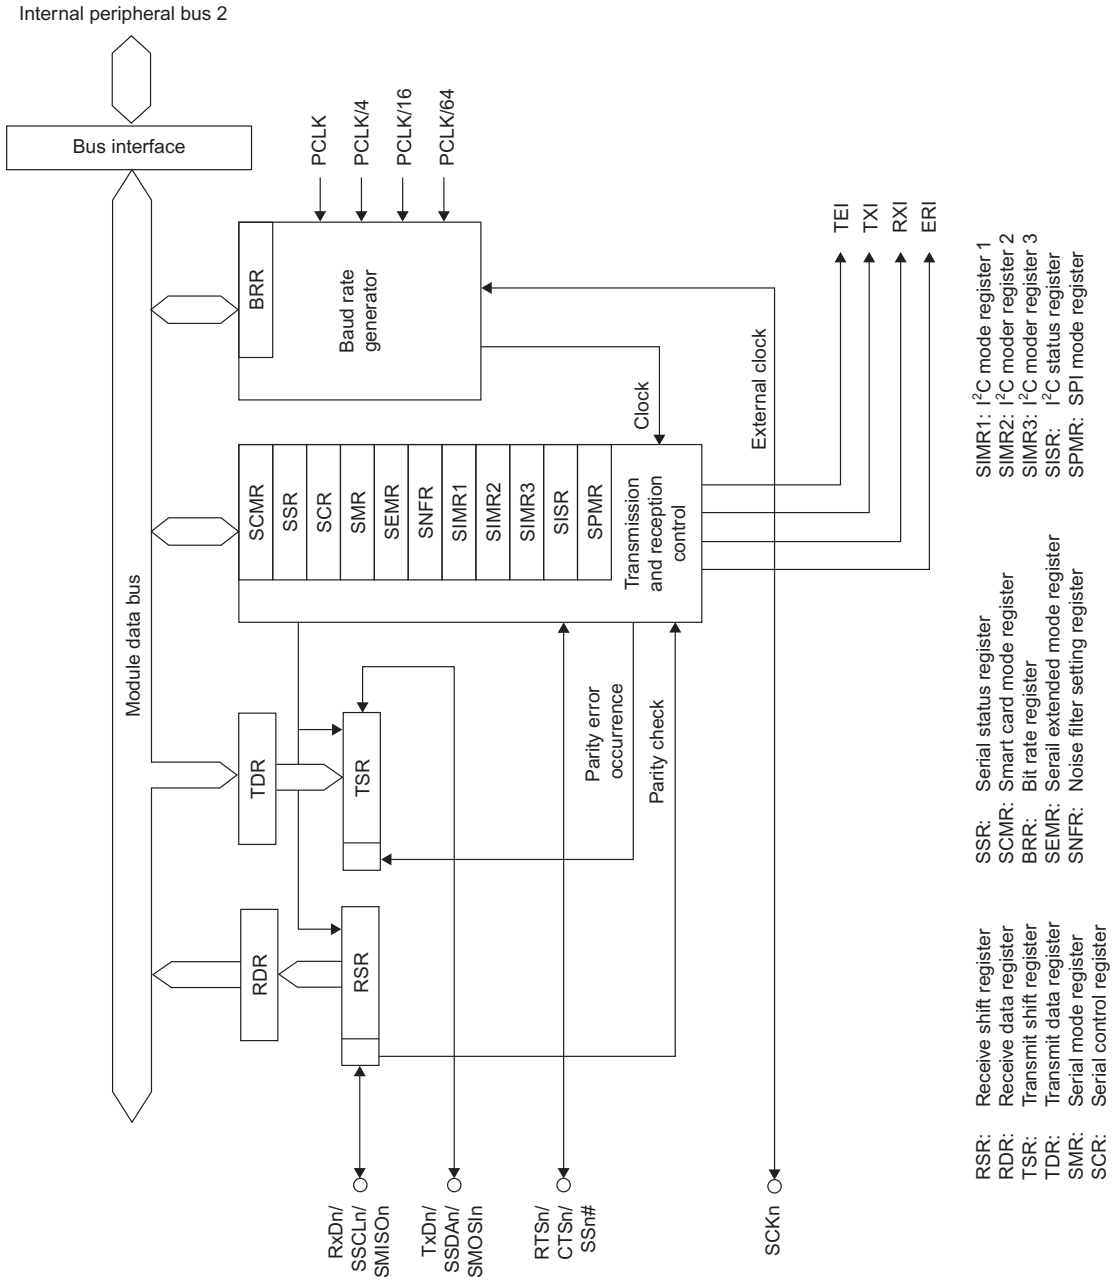 Internal peripheral bus 2
Bus interface
Module data bus
PCLK
PCLK/4
PCLK/16
PCLK/64
BRR
Baud rate
generator
Clock
External clock
TEI
TXI
RXI
ERI
SCMR
SSR
SCR
SMR
SEMR
SNFR
SIMR1
SIMR2
SIMR3
SISR
SPMR
Transmission
and reception
control
TDR
TSR
Parity error
occurrence
Parity check
RDR
RSR
RxDn/
SSCLn/
SMISOn
TxDn/
SSDAn/
SMOSIn
RTSn/
CTSn/
SSn#
SCKn
RSR: Receive shift register
RDR: Receive data register
TSR: Transmit shift register
TDR: Transmit data register
SMR: Serial mode register
SCR: Serial control register
SSR: Serial status register
SCMR: Smart card mode register
BRR: Bit rate register
SEMR: Serail extended mode register
SNFR: Noise filter setting register
SIMR1: I²C mode register 1
SIMR2: I²C moder register 2
SIMR3: I²C moder register 3
SISR: I²C status register
SPMR: SPI mode register